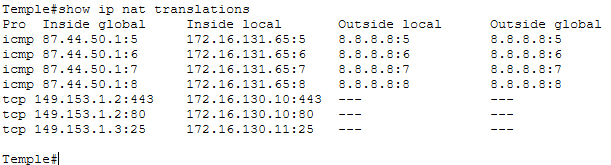 Temple#show ip nat translations
Pro  Inside global     Inside local       Outside local      Outside global
icmp 87.44.50.1:5      172.16.131.65:5    8.8.8.8:5          8.8.8.8:5
icmp 87.44.50.1:6      172.16.131.65:6    8.8.8.8:6          8.8.8.8:6
icmp 87.44.50.1:7      172.16.131.65:7    8.8.8.8:7          8.8.8.8:7
icmp 87.44.50.1:8      172.16.131.65:8    8.8.8.8:8          8.8.8.8:8
tcp 149.153.1.2:443    172.16.130.10:443  ---                ---
tcp 149.153.1.2:80     172.16.130.10:80   ---                ---
tcp 149.153.1.3:25     172.16.130.11:25   ---                ---
Temple#